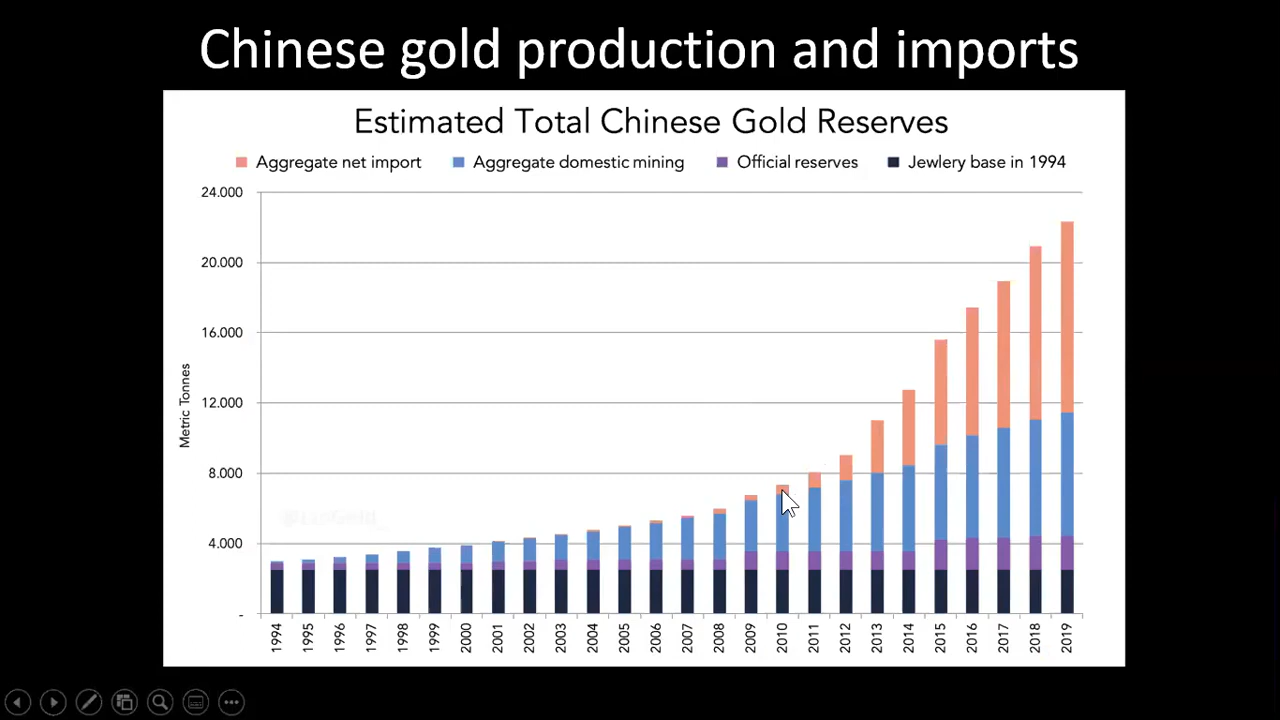 Chinese gold production and imports
Estimated Total Chinese Gold Reserves
Aggregate net import Aggregate domestic mining Official reserves Jewlery base in 1994
24.000
20.000
16.000
12.000
8.000
4.000
-
Metric Tonnes
1994 1995 1996 1997 1998 1999 2000 2001 2002 2003 2004 2005 2006 2007 2008 2009 2010 2011 2012 2013 2014 2015 2016 2017 2018 2019